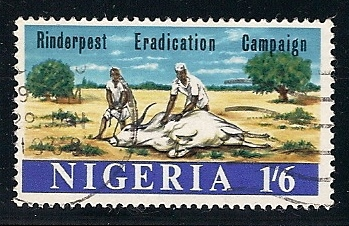 Rinderpest Eradication Campaign
NIGERIA 1'6